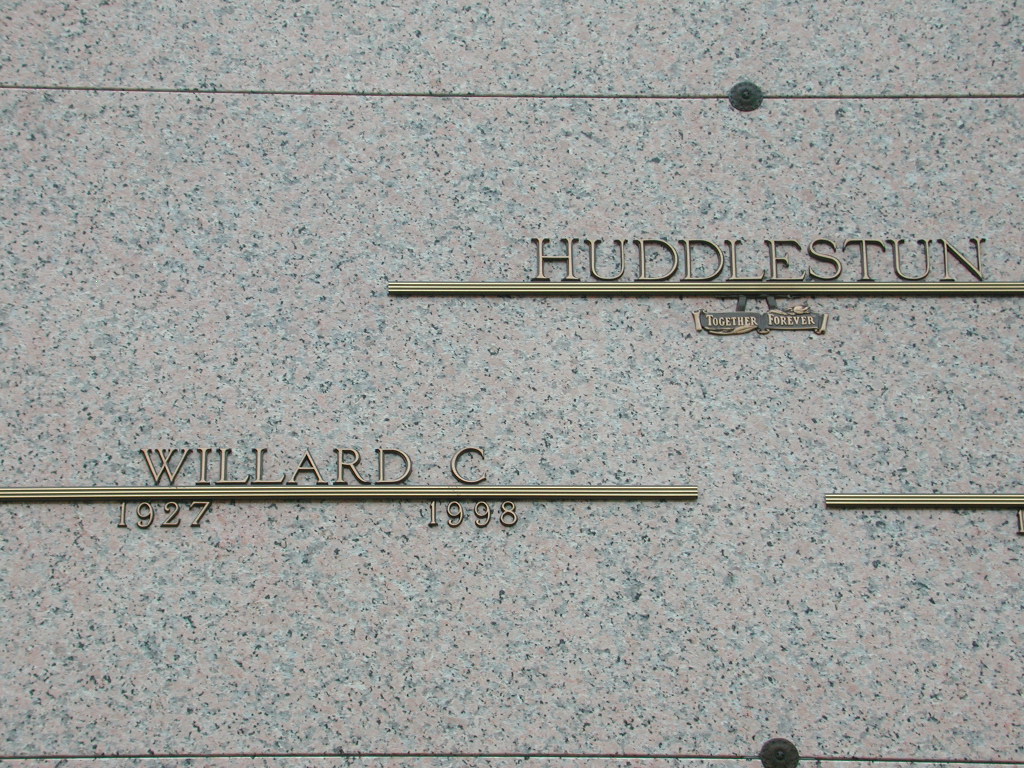 HUDDLESTUN
TOGETHER FOREVER
WILLARD C
1927 1998